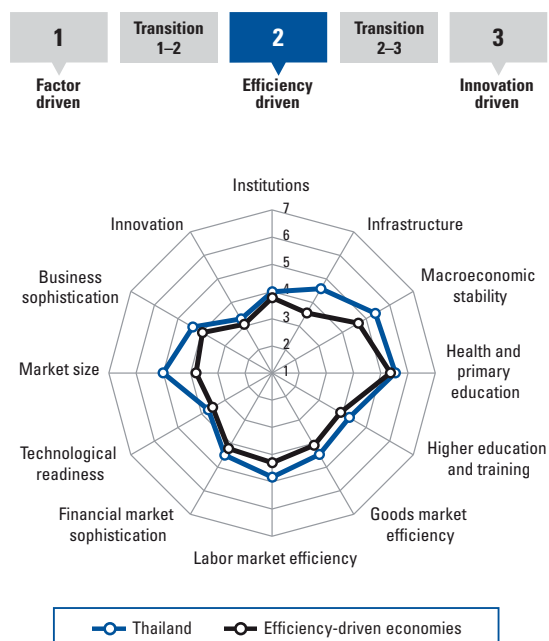 1
Transition
1–2
2
Transition
2–3
3
Factor
driven
Efficiency
driven
Innovation
driven
Institutions
7
Innovation
Infrastructure
6
5
Business
sophistication
Macroeconomic
stability
4
3
2
Market size
1
Health and
primary
education
Technological
readiness
Higher education
and training
Financial market
sophistication
Goods market
efficiency
Labor market efficiency
Thailand
Efficiency-driven economies